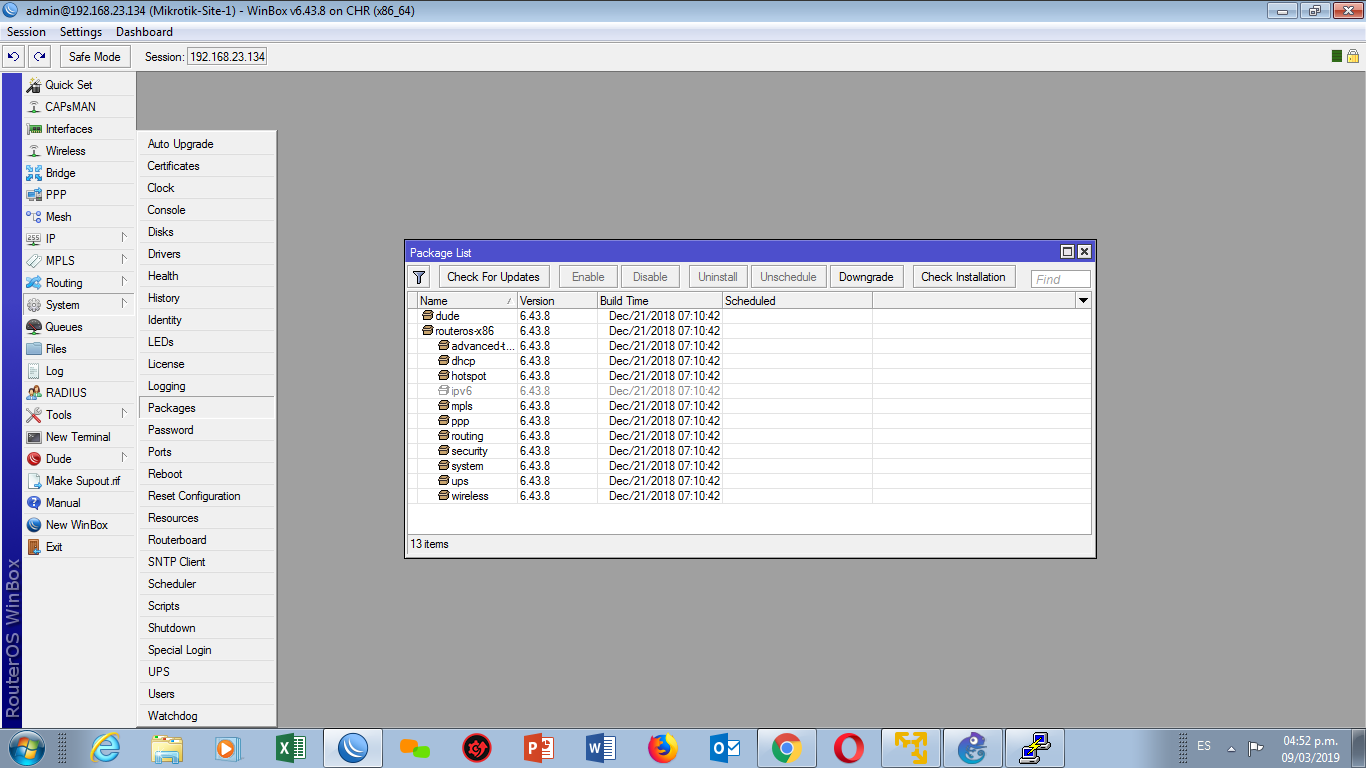 admin@192.168.23.134 (Mikrotik-Site-1) - WinBox v6.43.8 on CHR (x86_64)
Session Settings Dashboard
Safe Mode Session: 192.168.23.134
Quick Set
CAPsMAN
Interfaces
Wireless
Bridge
PPP
Mesh
IP
MPLS
Routing
System
Queues
Files
Log
RADIUS
Tools
New Terminal
Dude
Make Supout.rif
Manual
New WinBox
Exit
RouterOS WinBox
Auto Upgrade
Certificates
Clock
Console
Disks
Drivers
Health
History
Identity
LEDs
License
Logging
Packages
Password
Ports
Reboot
Reset Configuration
Resources
Routerboard
SNTP Client
Scheduler
Scripts
Shutdown
Special Login
UPS
Users
Watchdog
Package List
Check For Updates Enable Disable Uninstall Unschedule Downgrade Check Installation Find
Name Version Build Time Scheduled
dude 6.43.8 Dec/21/2018 07:10:42
routeros-x86 6.43.8 Dec/21/2018 07:10:42
advanced-t... 6.43.8 Dec/21/2018 07:10:42
dhcp 6.43.8 Dec/21/2018 07:10:42
hotspot 6.43.8 Dec/21/2018 07:10:42
ipv6 6.43.8 Dec/21/2018 07:10:42
mpls 6.43.8 Dec/21/2018 07:10:42
ppp 6.43.8 Dec/21/2018 07:10:42
routing 6.43.8 Dec/21/2018 07:10:42
security 6.43.8 Dec/21/2018 07:10:42
system 6.43.8 Dec/21/2018 07:10:42
ups 6.43.8 Dec/21/2018 07:10:42
wireless 6.43.8 Dec/21/2018 07:10:42
13 items
ES 04:52 p.m.
09/03/2019